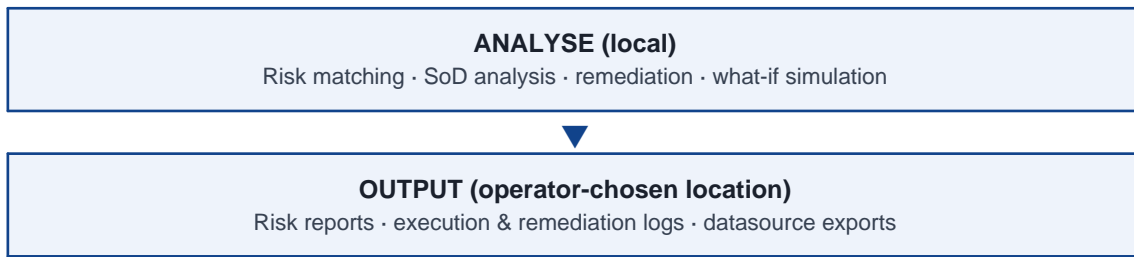 ANALYSE (local)
Risk matching · SoD analysis · remediation · what-if simulation
OUTPUT (operator-chosen location)
Risk reports · execution & remediation logs · datasource exports